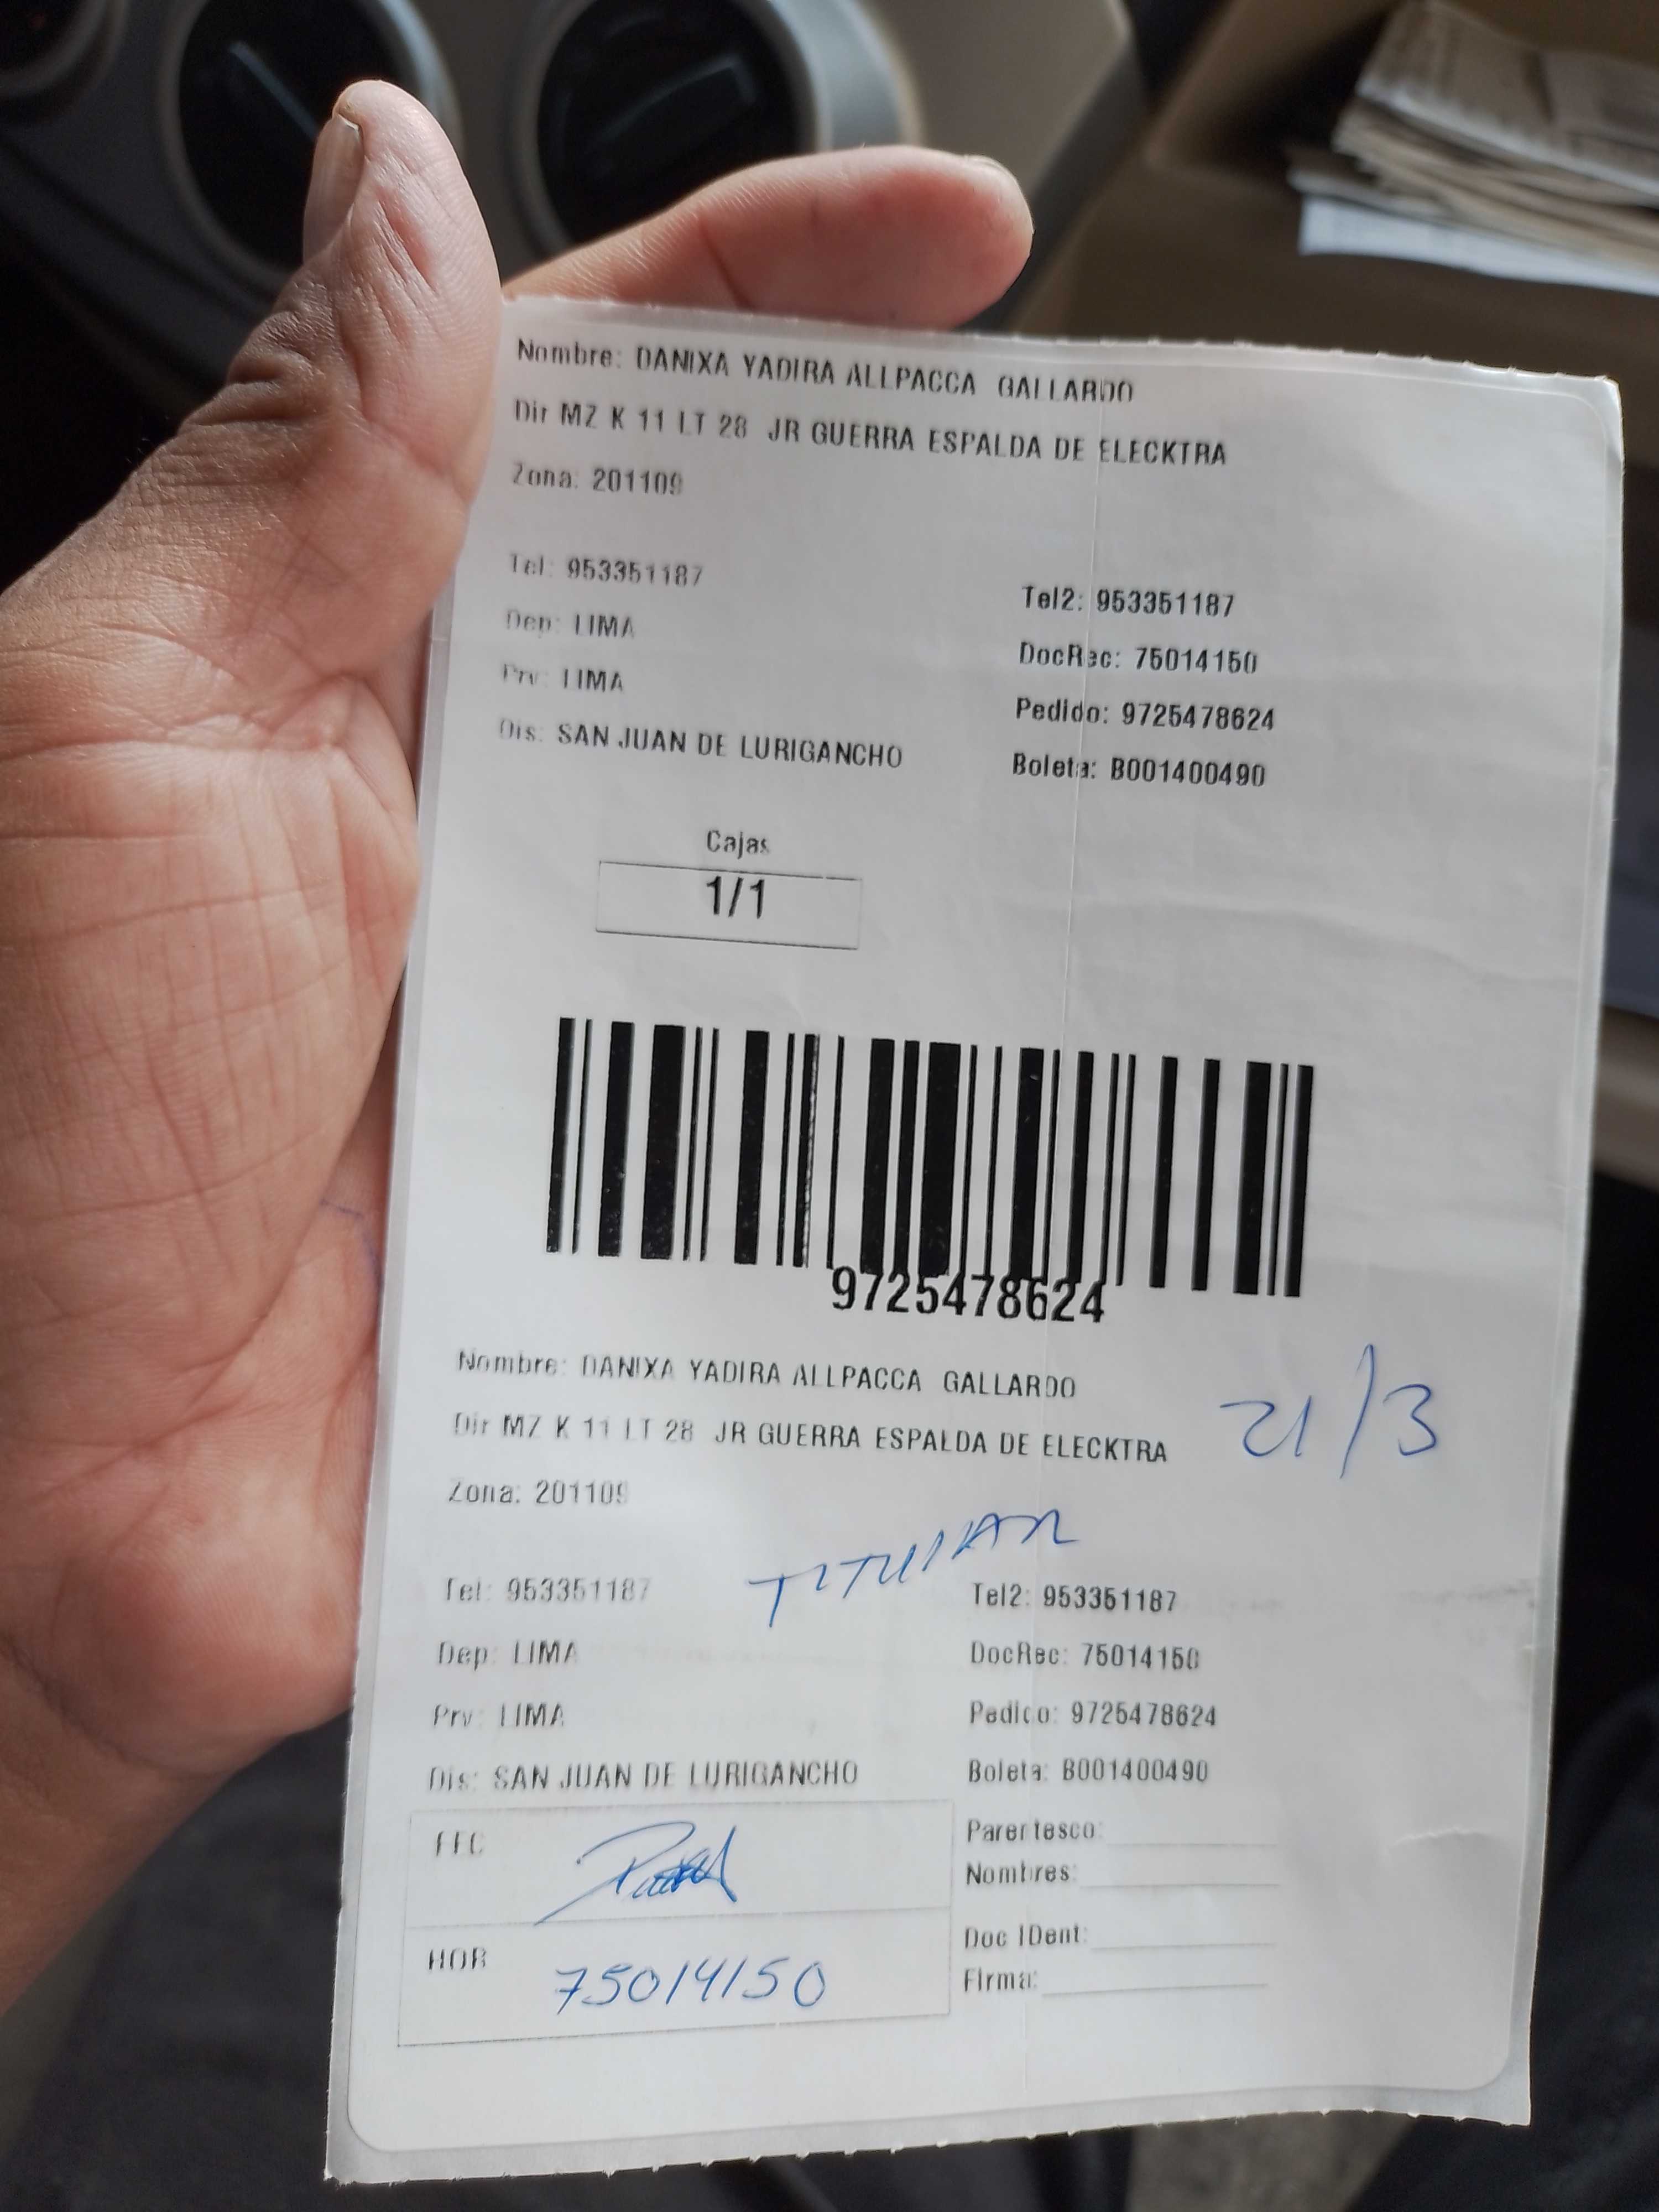 Nombre: DANIXA YADIRA ALLPACCA GALLARDO
Dir MZ K 11 LT 28 JR GUERRA ESPALDA DE ELECKTRA
Zona: 201109
Tel: 953351187 Tel2: 953351187
Dep: LIMA DocRec: 75014150
Prv: LIMA Pedido: 9725478624
Dis: SAN JUAN DE LURIGANCHO Boleta: B001400490
Cajas
1/1
9725478624
Nombre: DANIXA YADIRA ALLPACCA GALLARDO
21/3
Dir MZ K 11 LT 28 JR GUERRA ESPALDA DE ELECKTRA
Zona: 201109
TITULAR
Tel: 953351187 Tel2: 953351187
Dep: LIMA DocRec: 75014150
Prv: LIMA Pedido: 9725478624
Dis: SAN JUAN DE LURIGANCHO Boleta: B001400490
Parentesco:
Nombres:
HOR 75014150
Doc IDent:
Firma: